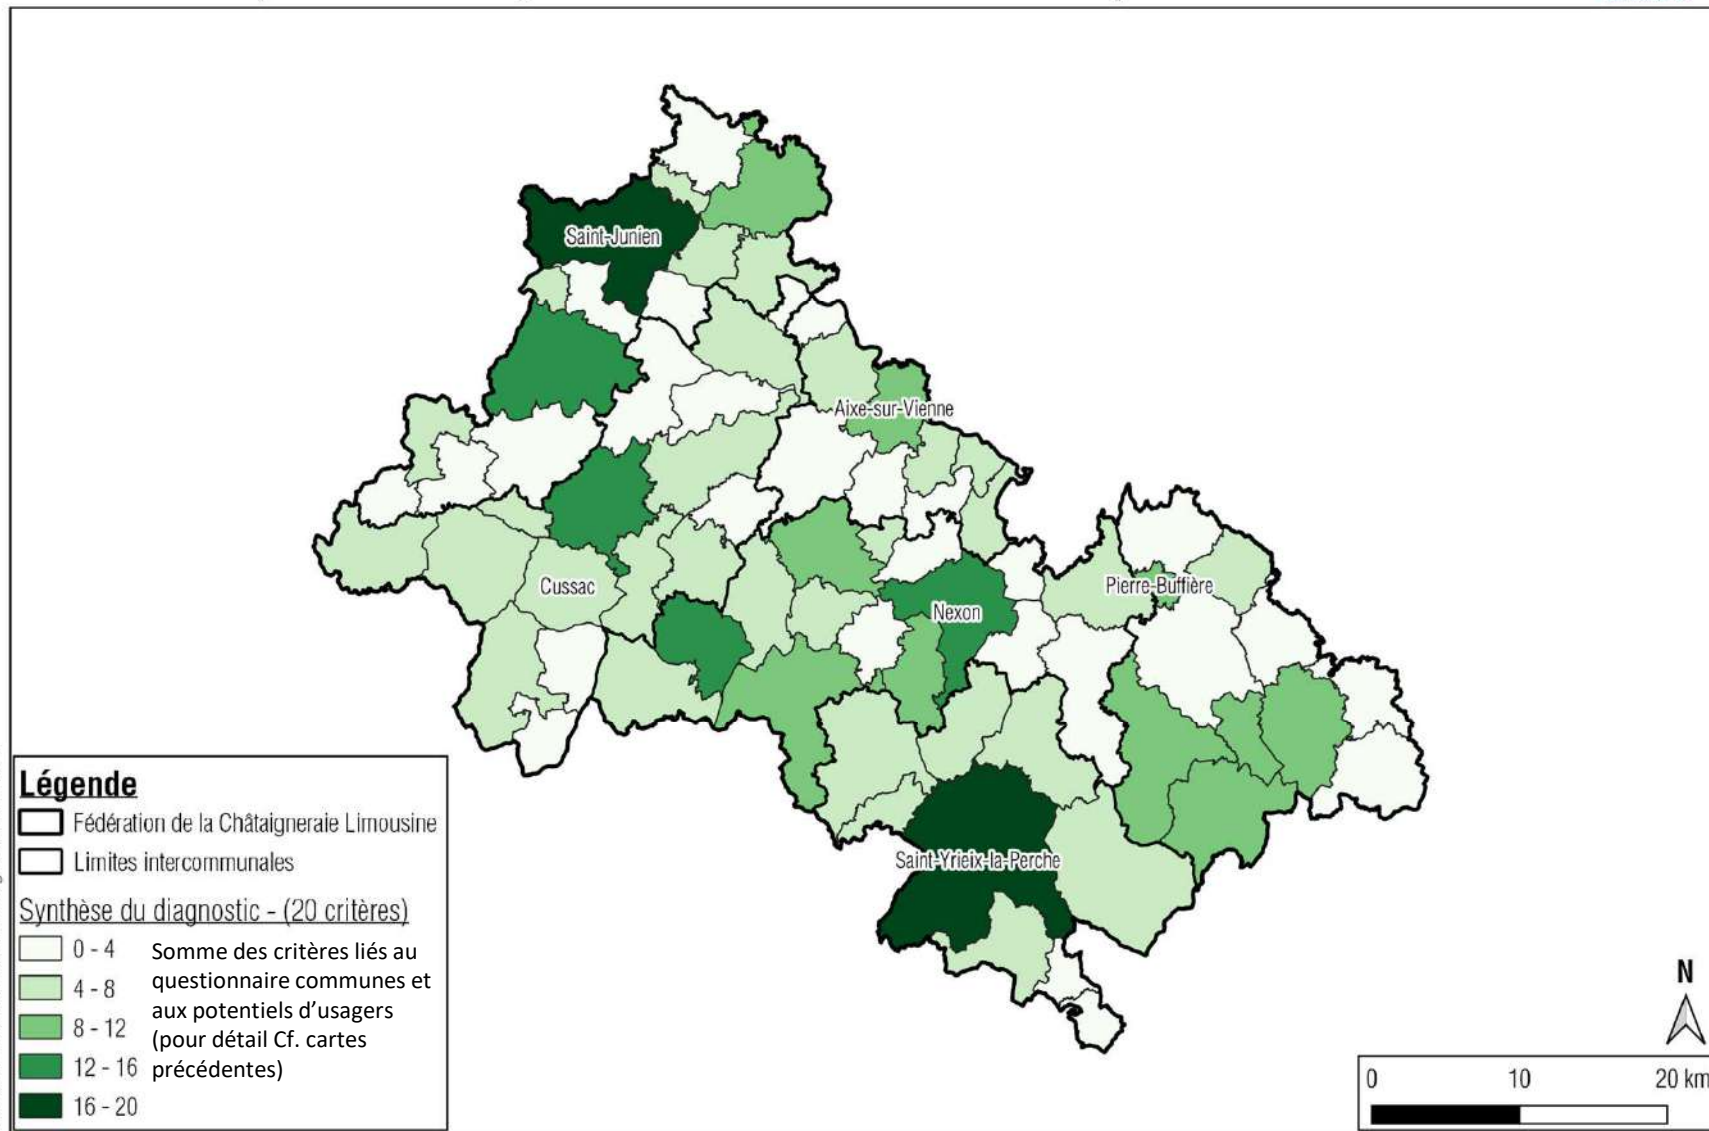 Saint-Junien
Aixe-sur-Vienne
Cussac
Pierre-Buffière
Nexon
Saint-Yrieix-la-Perche
Légende
Fédération de la Châtaigneraie Limousine
Limites intercommunales
Synthèse du diagnostic - (20 critères)
0 - 4
4 - 8
8 - 12
12 - 16
16 - 20
Somme des critères liés au
questionnaire communes et
aux potentiels d’usagers
(pour détail Cf. cartes
précédentes)
N
0 10 20 km